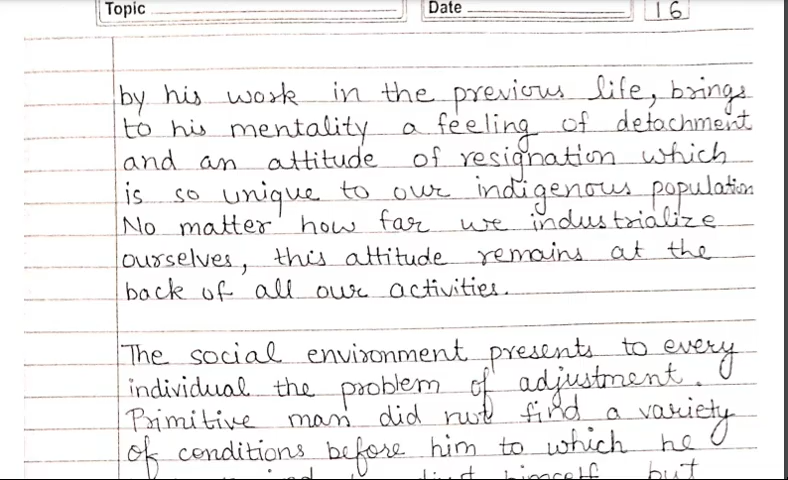 Topic
Date
16
by his work in the previous life, brings
to his mentality a feeling of detachment
and an attitude of resignation which
is so unique to our indigenous population
No matter how far we industrialize
ourselves, this attitude remains at the
back of all our activities.
The social environment presents to every
individual the problem of adjustment.
Primitive man did not find a variety
of conditions before him to which he
himself but